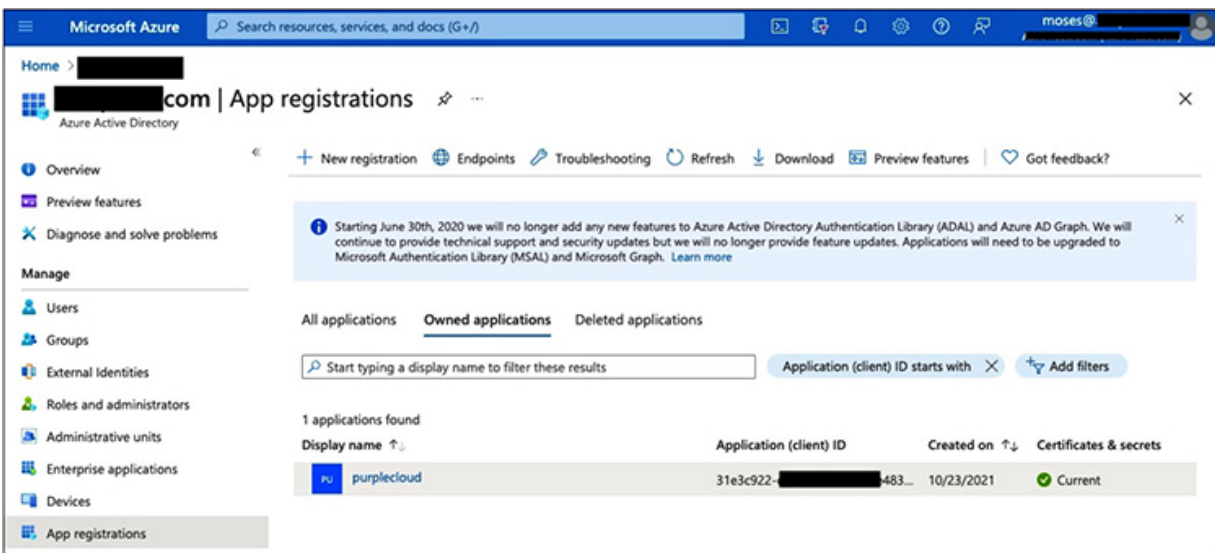 Microsoft Azure
Search resources, services, and docs (G+/)
moses@
Home >
com | App registrations
Azure Active Directory
New registration
Endpoints
Troubleshooting
Refresh
Download
Preview features
Got feedback?
Overview
Preview features
Diagnose and solve problems
Manage
Users
Groups
External Identities
Roles and administrators
Administrative units
Enterprise applications
Devices
App registrations
Starting June 30th, 2020 we will no longer add any new features to Azure Active Directory Authentication Library (ADAL) and Azure AD Graph. We will
continue to provide technical support and security updates but we will no longer provide feature updates. Applications will need to be upgraded to
Microsoft Authentication Library (MSAL) and Microsoft Graph. Learn more
All applications Owned applications Deleted applications
Start typing a display name to filter these results
Application (client) ID starts with
Add filters
1 applications found
Display name Application (client) ID Created on Certificates & secrets
PU purplecloud 31e3c922- 483... 10/23/2021 Current